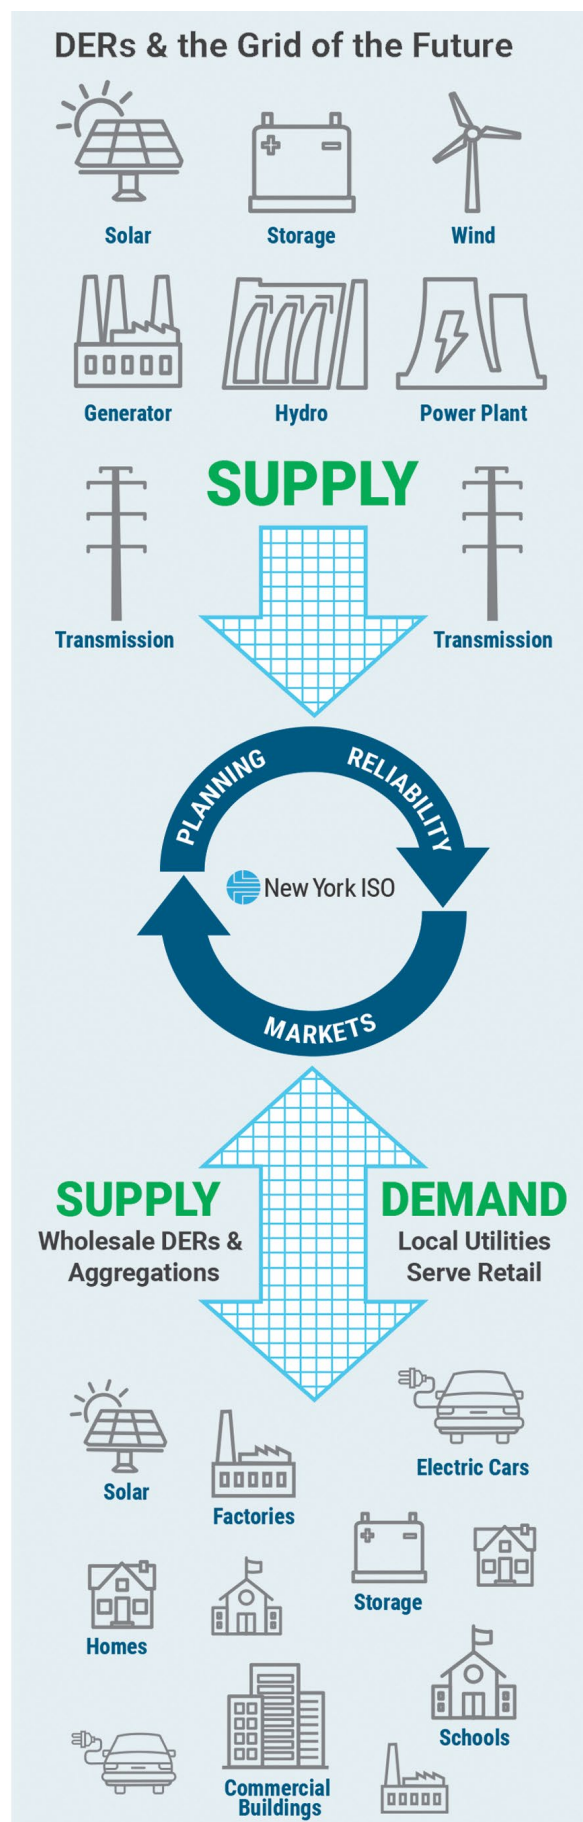 DERs & the Grid of the Future
Solar
Storage
Wind
Generator
Hydro
Power Plant
SUPPLY
Transmission
Transmission
PLANNING
RELIABILITY
New York ISO
MARKETS
SUPPLY
Wholesale DERs &
Aggregations
DEMAND
Local Utilities
Serve Retail
Solar
Factories
Electric Cars
Storage
Homes
Schools
Commercial
Buildings